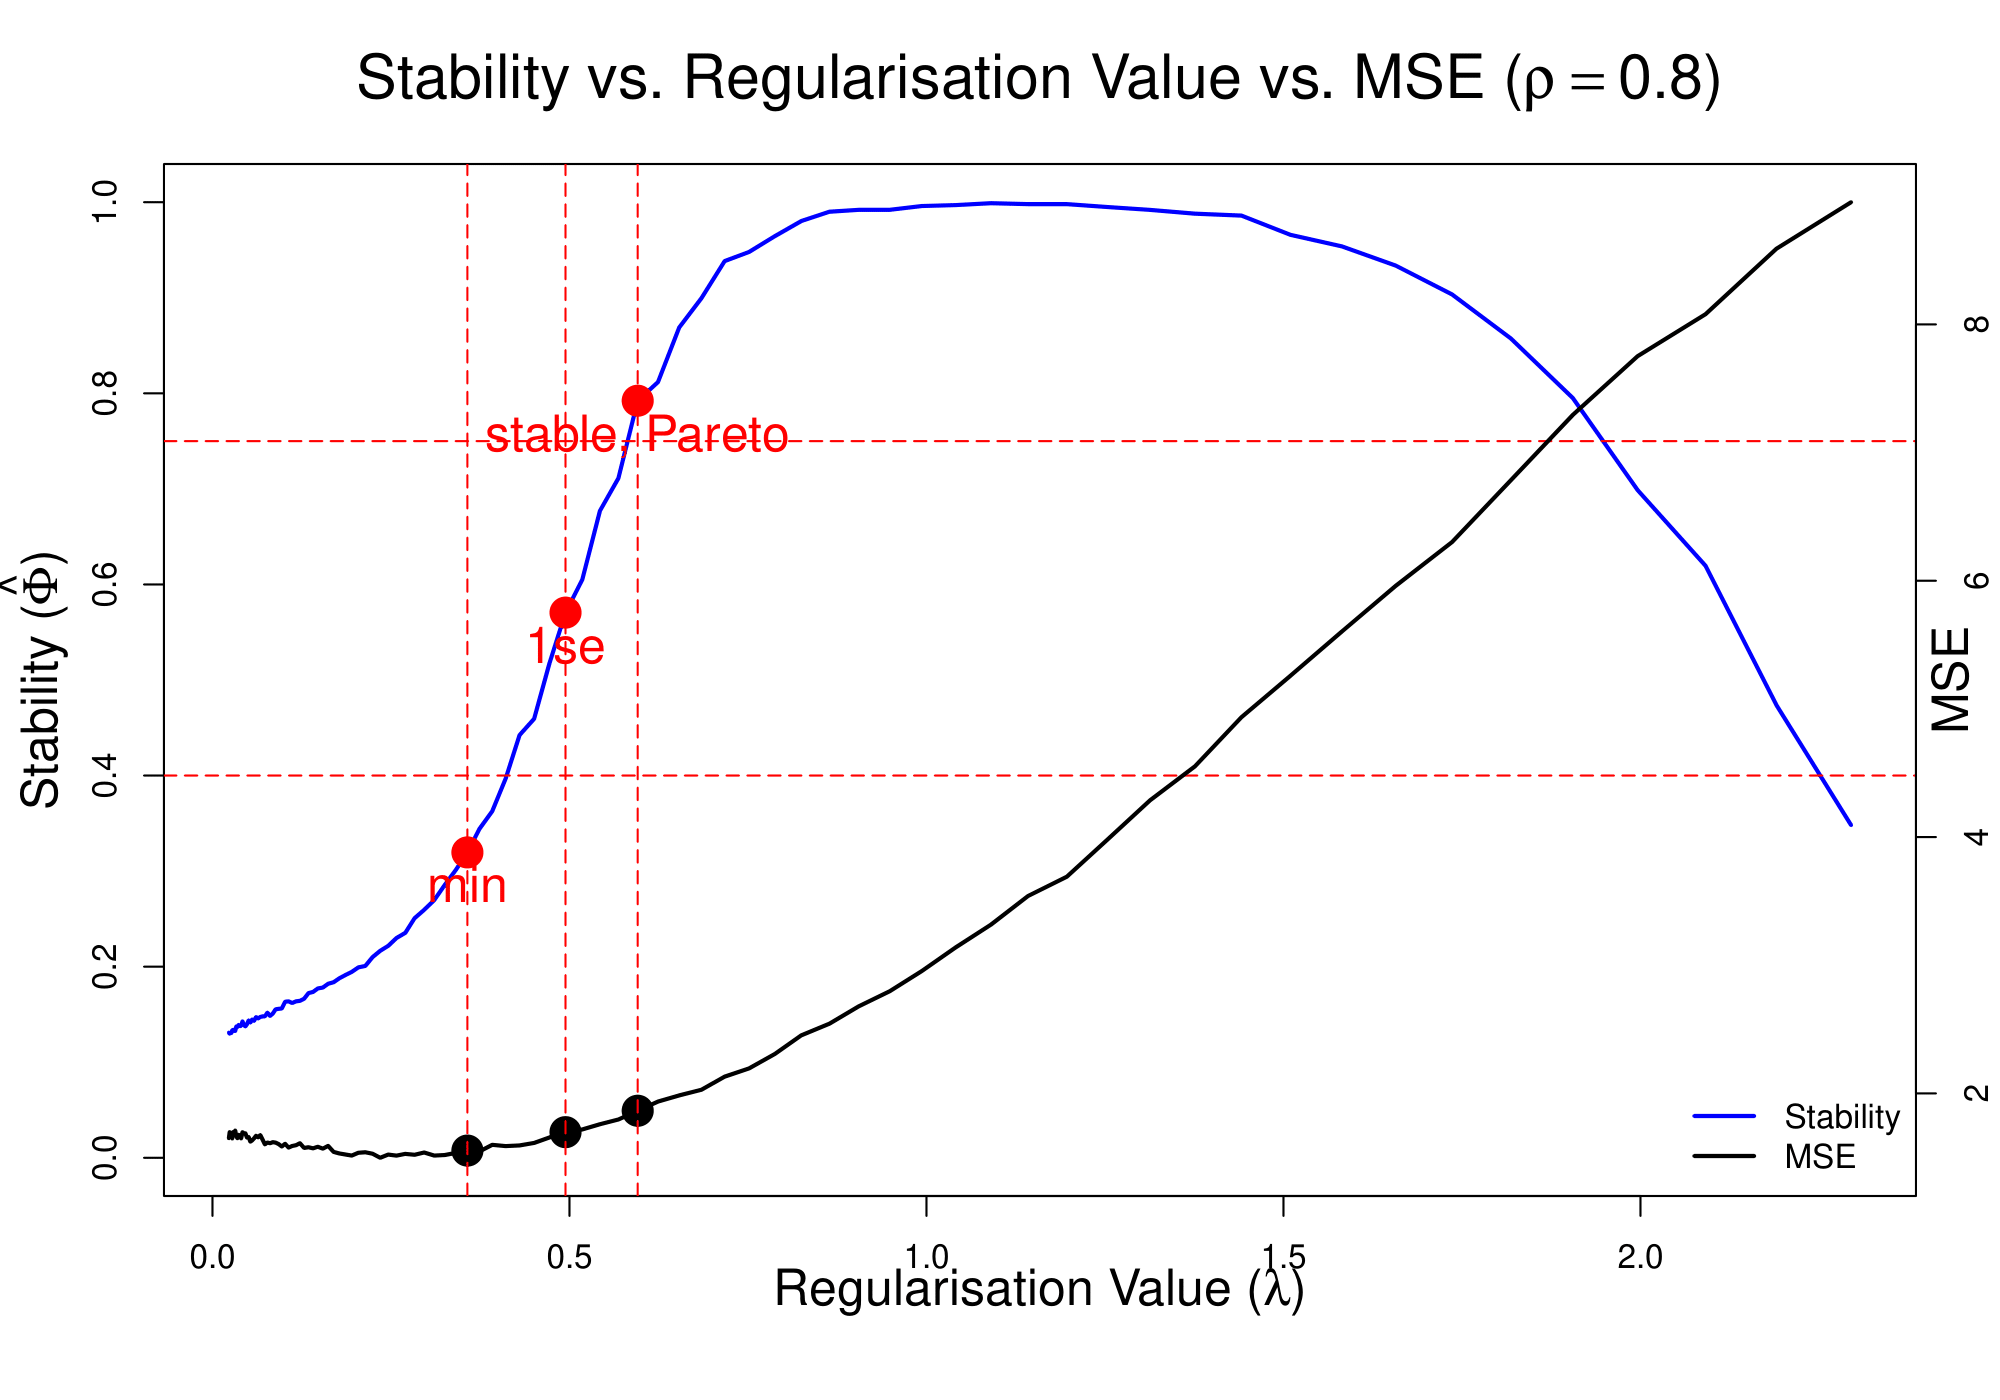 Stability vs. Regularisation Value vs. MSE (ρ = 0.8)
1.0
0.8
0.6
0.4
0.2
0.0
Stability (Φ̂)
stable, Pareto
1se
min
8
6
4
2
MSE
Stability
MSE
0.0 0.5 1.0 1.5 2.0
Regularisation Value (λ)